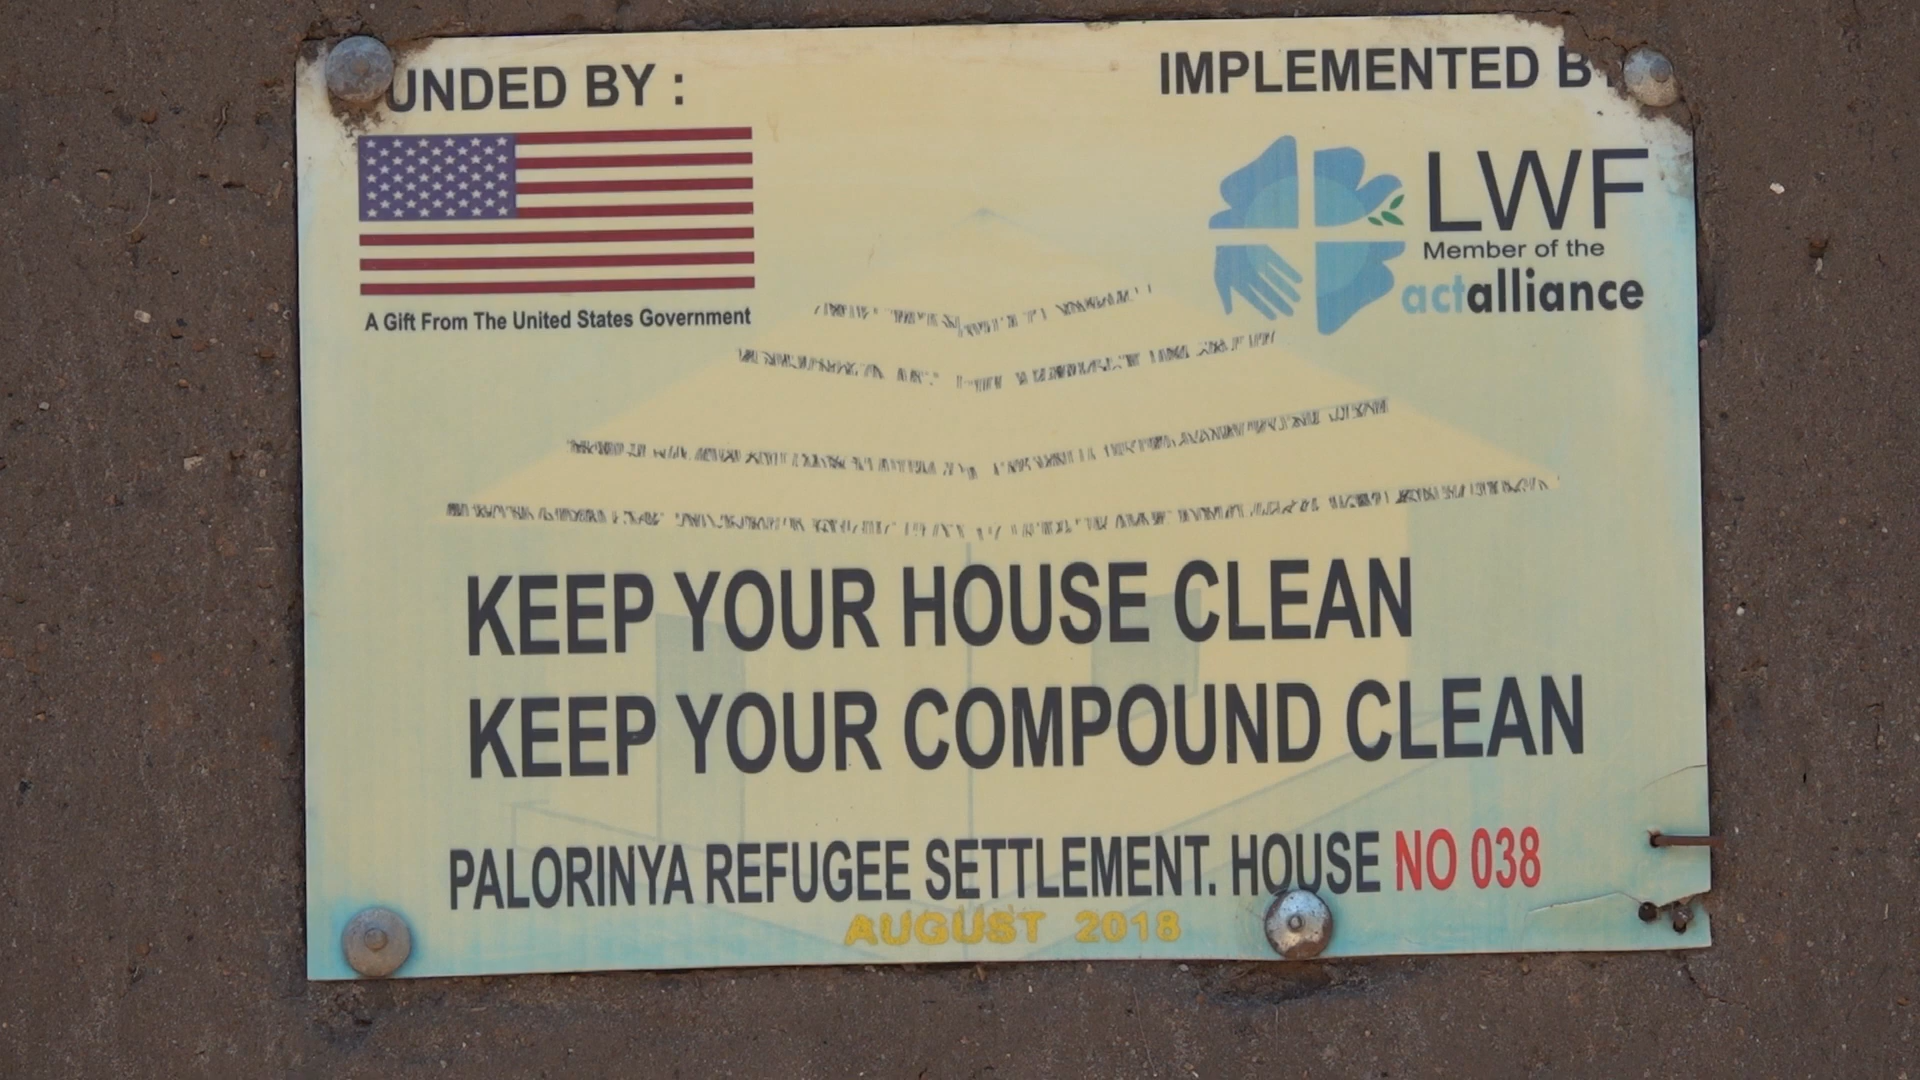 UNDED BY :
IMPLEMENTED B
LWF
Member of the
actalliance
A Gift From The United States Government
KEEP YOUR HOUSE CLEAN
KEEP YOUR COMPOUND CLEAN
PALORINYA REFUGEE SETTLEMENT. HOUSE NO 038
AUGUST 2018